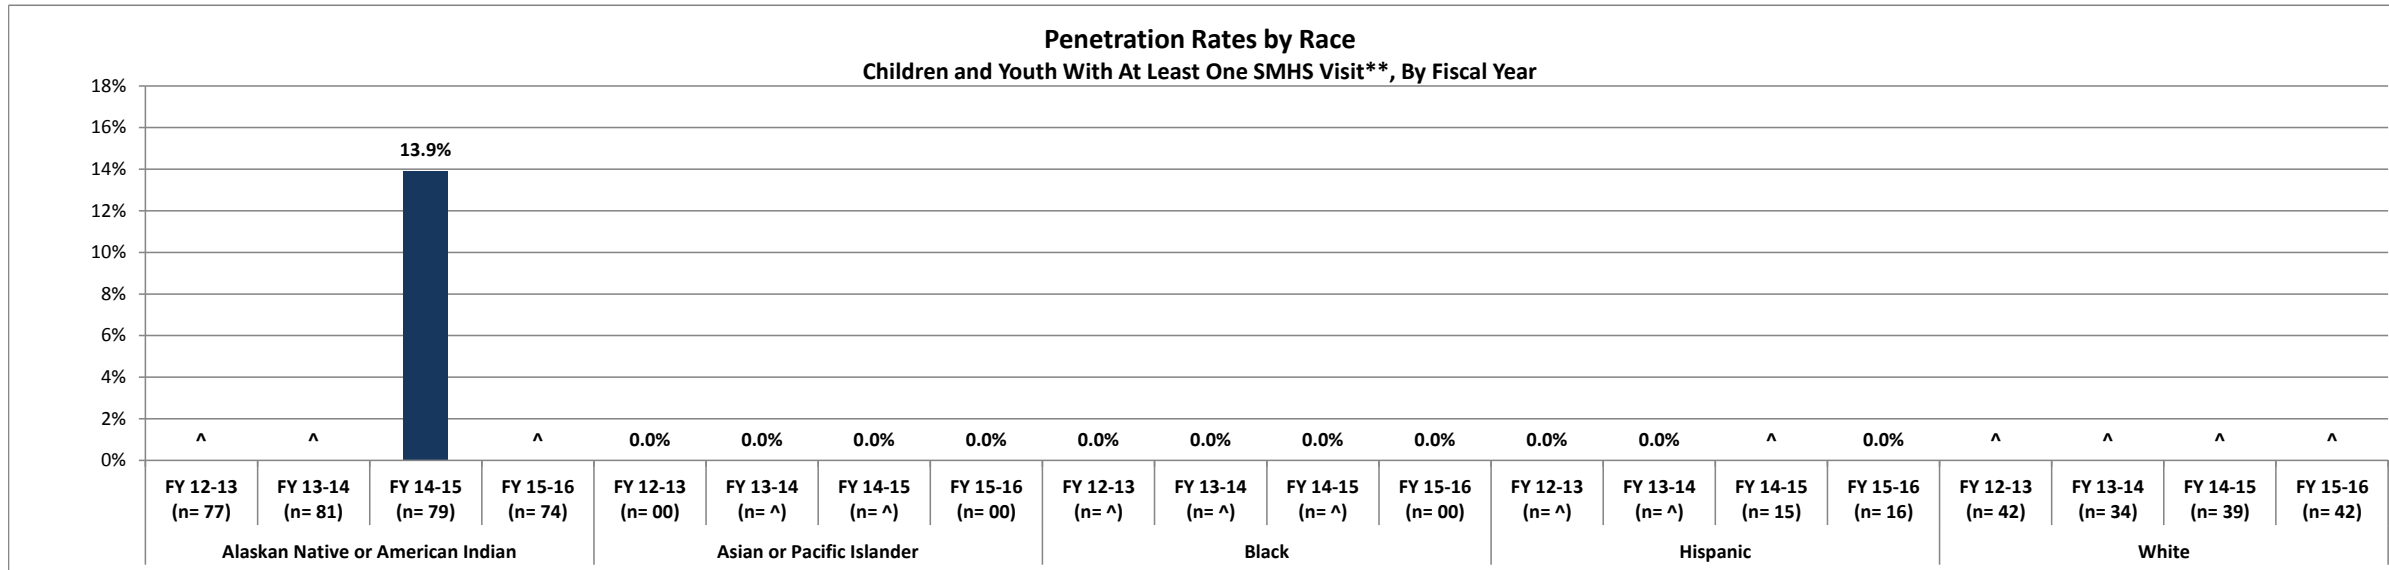 Penetration Rates by Race
Children and Youth With At Least One SMHS Visit**, By Fiscal Year
18%
16%
14%
12%
10%
8%
6%
4%
2%
0%
^ ^ 13.9% ^ 0.0% 0.0% 0.0% 0.0% 0.0% 0.0% 0.0% 0.0% 0.0% 0.0% ^ 0.0% ^ ^ ^ ^
FY 12-13 FY 13-14 FY 14-15 FY 15-16 FY 12-13 FY 13-14 FY 14-15 FY 15-16 FY 12-13 FY 13-14 FY 14-15 FY 15-16 FY 12-13 FY 13-14 FY 14-15 FY 15-16 FY 12-13 FY 13-14 FY 14-15 FY 15-16
(n= 77) (n= 81) (n= 79) (n= 74) (n= 00) (n= ^) (n= ^) (n= 00) (n= ^) (n= ^) (n= ^) (n= 00) (n= ^) (n= ^) (n= 15) (n= 16) (n= 42) (n= 34) (n= 39) (n= 42)
Alaskan Native or American Indian Asian or Pacific Islander Black Hispanic White